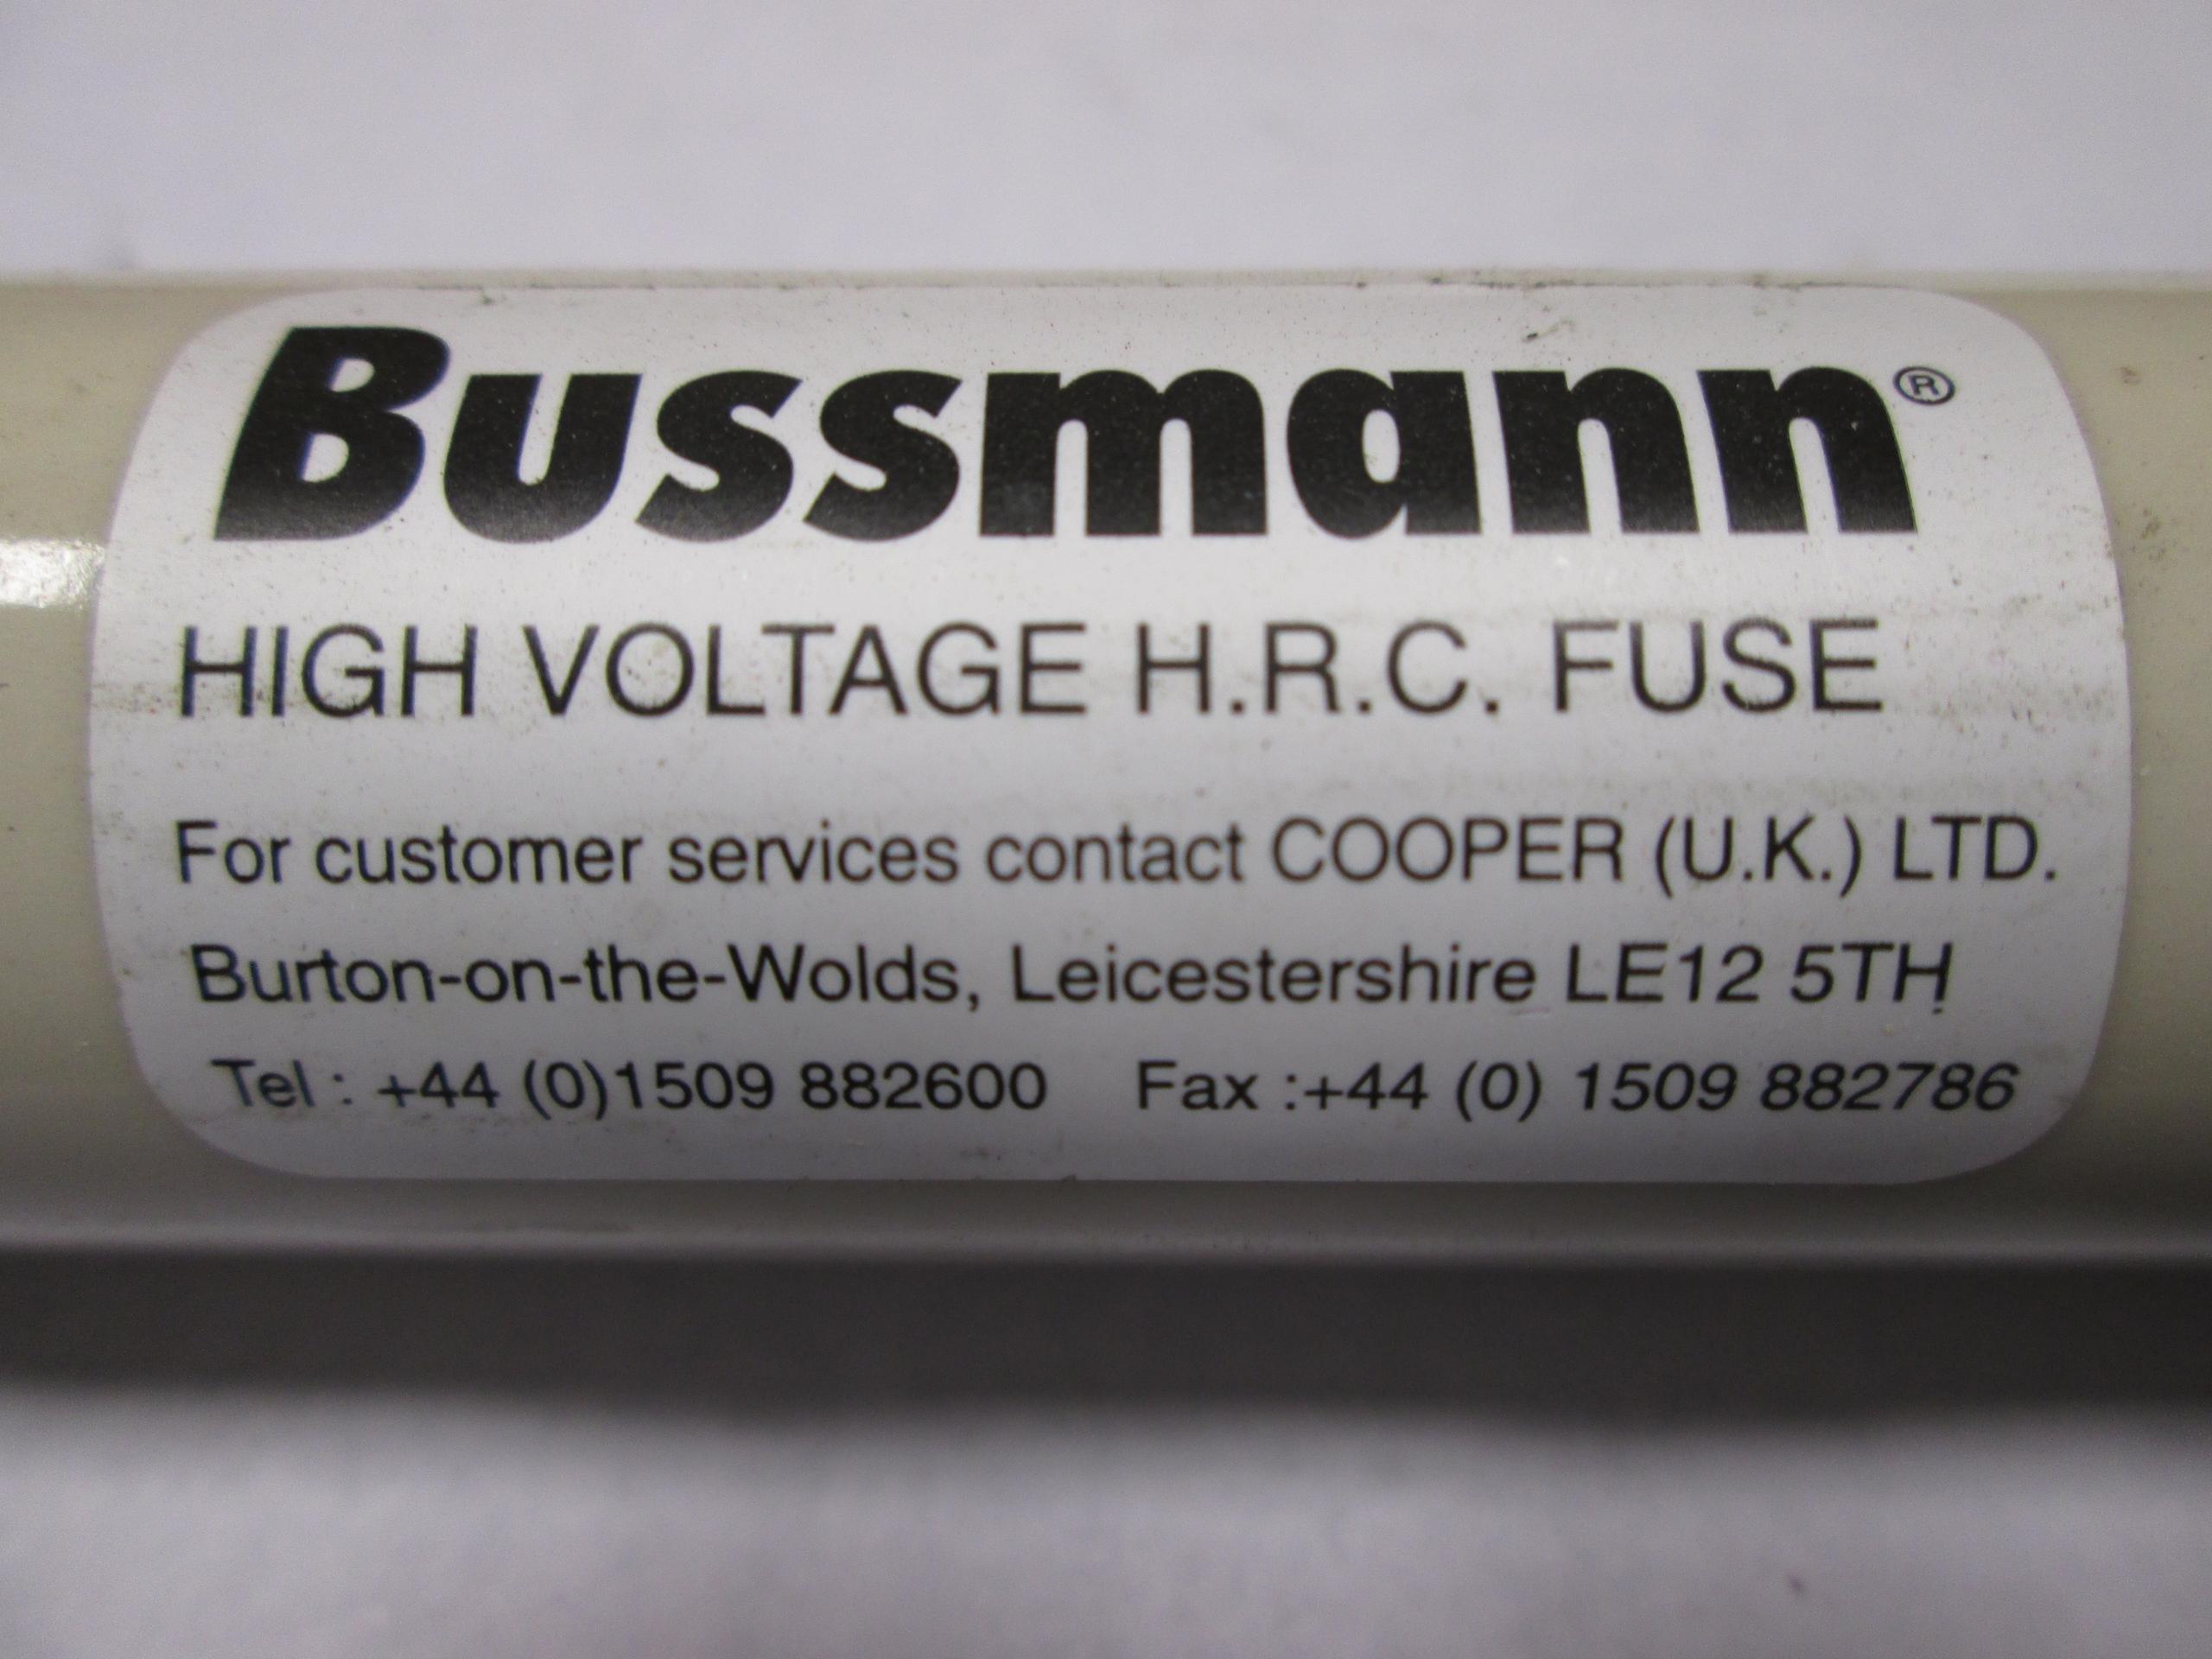 Bussmann®
HIGH VOLTAGE H.R.C. FUSE
For customer services contact COOPER (U.K.) LTD.
Burton-on-the-Wolds, Leicestershire LE12 5TH
Tel : +44 (0)1509 882600 Fax :+44 (0) 1509 882786